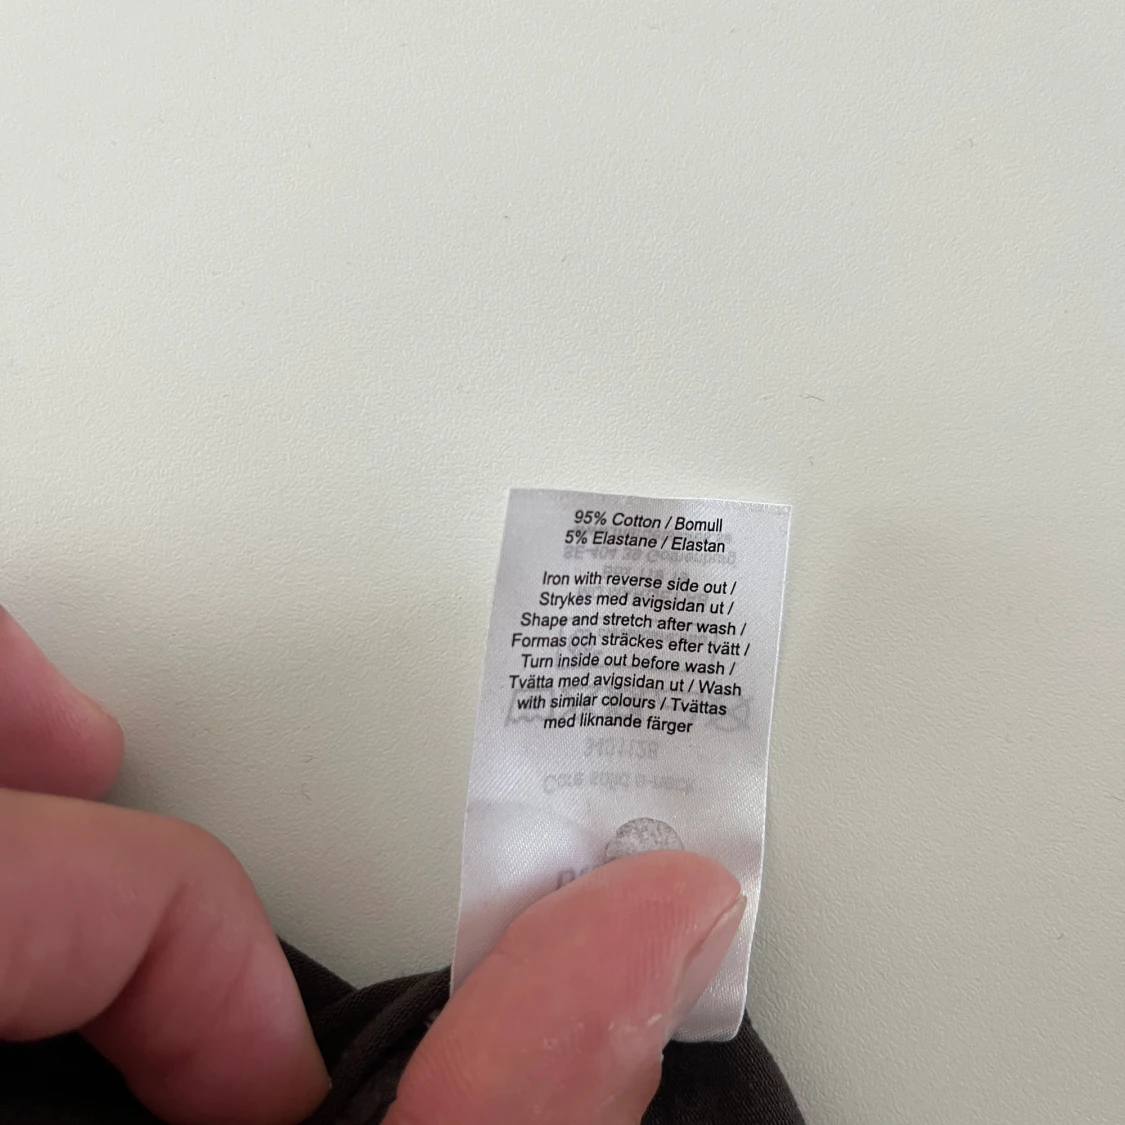 95% Cotton / Bomull
5% Elastane / Elastan
Iron with reverse side out /
Strykes med avigsidan ut /
Shape and stretch after wash /
Formas och sträckes efter tvätt /
Turn inside out before wash /
Tvätta med avigsidan ut / Wash
with similar colours / Tvättas
med liknande färger